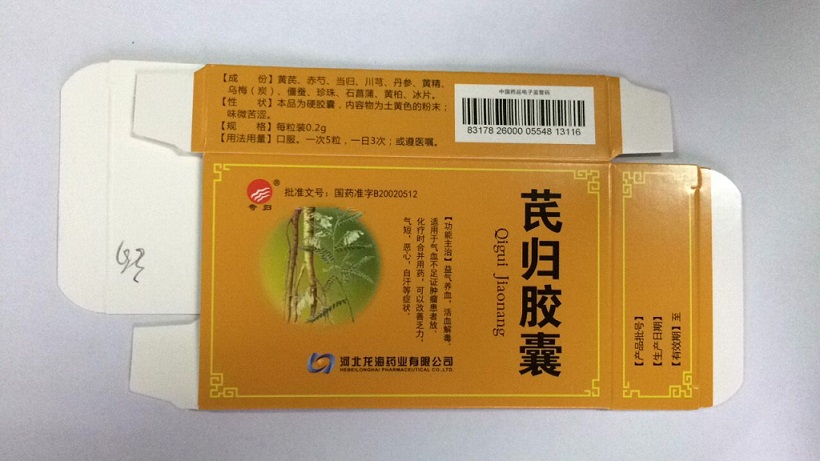 【成　份】黄芪、赤芍、当归、川芎、丹参、黄精、
乌梅(炭)、僵蚕、珍珠、石菖蒲、黄柏、冰片。
【性　状】本品为硬胶囊，内容物为土黄色的粉末；
味微苦涩。
【规　格】每粒装0.2g
【用法用量】口服。一次5粒，一日3次；或遵医嘱。
中国药品电子监管码
83178 26000 05548 13116
®
批准文号：国药准字B20020512
芪归胶囊
Qigui Jiaonang
【功能主治】益气养血，活血解毒。
适用于气血不足证肿瘤患者放、
化疗时合并用药，可以改善乏力、
气短，恶心，自汗等症状。
河北龙海药业有限公司
HEBEILONGHAI PHARMACEUTICAL CO.,LTD.
【产品批号】
【生产日期】
【有效期】至